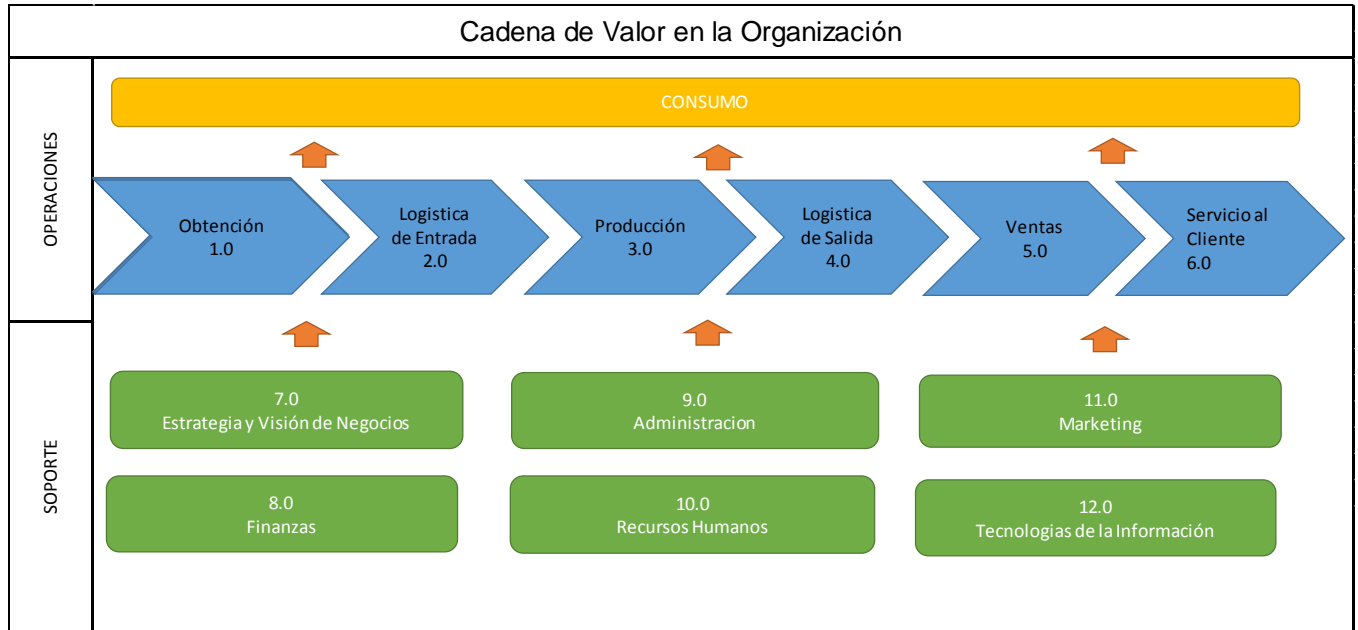 Cadena de Valor en la Organización
OPERACIONES
CONSUMO
Obtención
1.0
Logistica
de Entrada
2.0
Producción
3.0
Logistica
de Salida
4.0
Ventas
5.0
Servicio al
Cliente
6.0
SOPORTE
7.0
Estrategia y Visión de Negocios
9.0
Administracion
11.0
Marketing
8.0
Finanzas
10.0
Recursos Humanos
12.0
Tecnologias de la Información